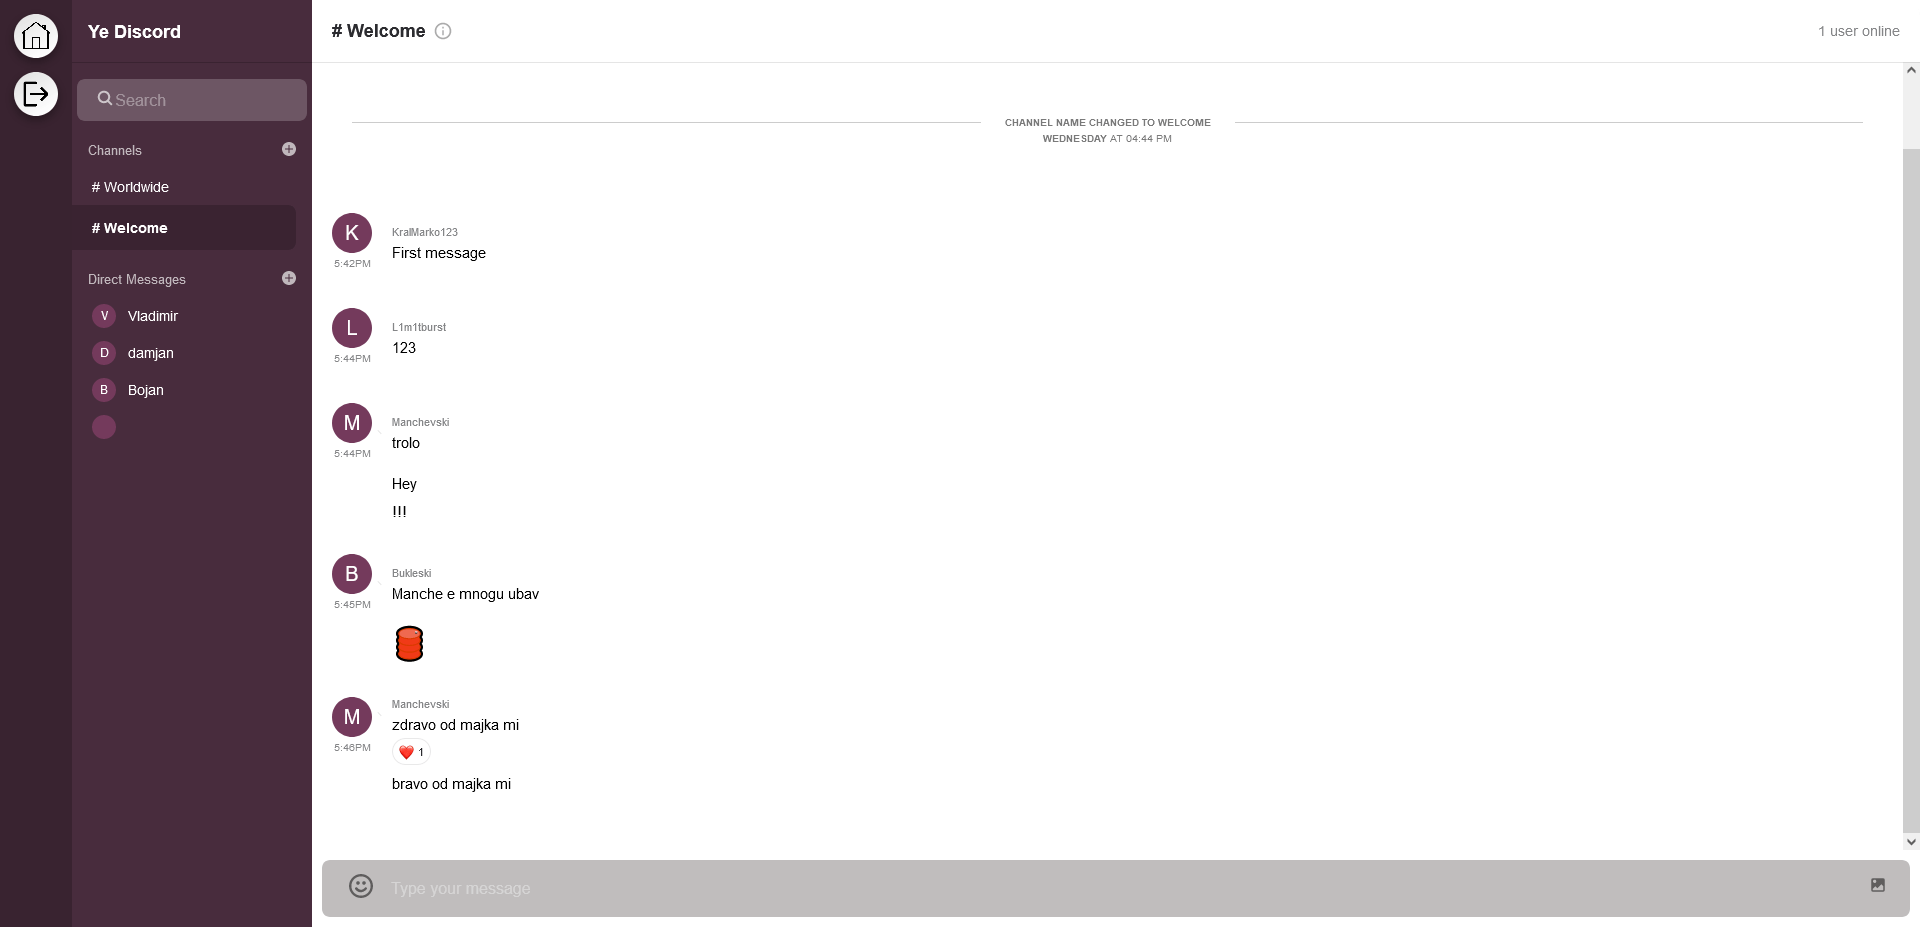 Ye Discord
Search
Channels
# Worldwide
# Welcome
Direct Messages
V Vladimir
D damjan
B Bojan
# Welcome
1 user online
CHANNEL NAME CHANGED TO WELCOME
WEDNESDAY AT 04:44 PM
K
KralMarko123
5:42PM
First message
L
L1m1tburst
5:44PM
123
M
Manchevski
5:44PM
trolo
Hey
!!!
B
Bukleski
5:45PM
Manche e mnogu ubav
M
Manchevski
5:46PM
zdravo od majka mi
❤️ 1
bravo od majka mi
Type your message